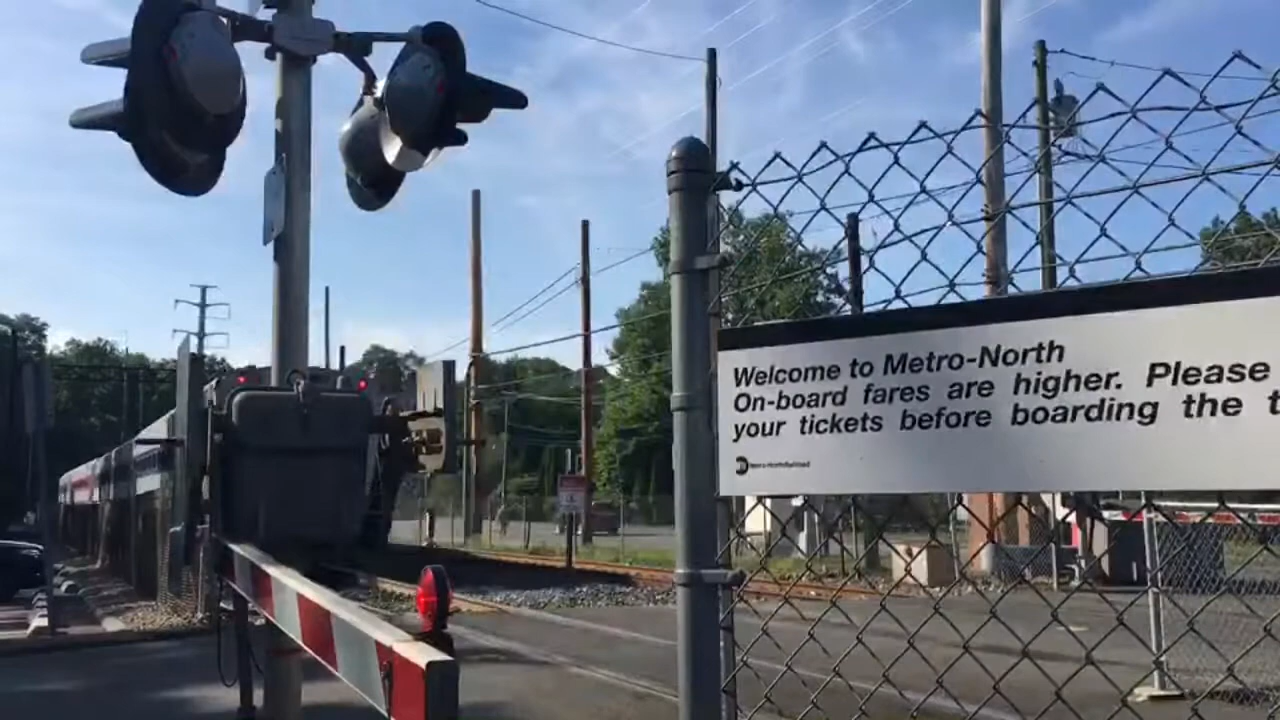 Welcome to Metro-North
On-board fares are higher. Please
your tickets before boarding the t